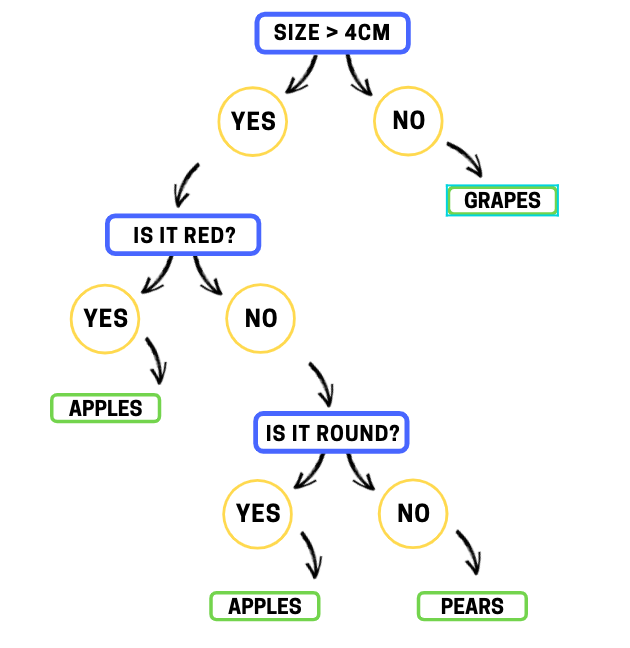 SIZE > 4CM
YES
NO
GRAPES
IS IT RED?
YES
NO
APPLES
IS IT ROUND?
YES
NO
APPLES
PEARS